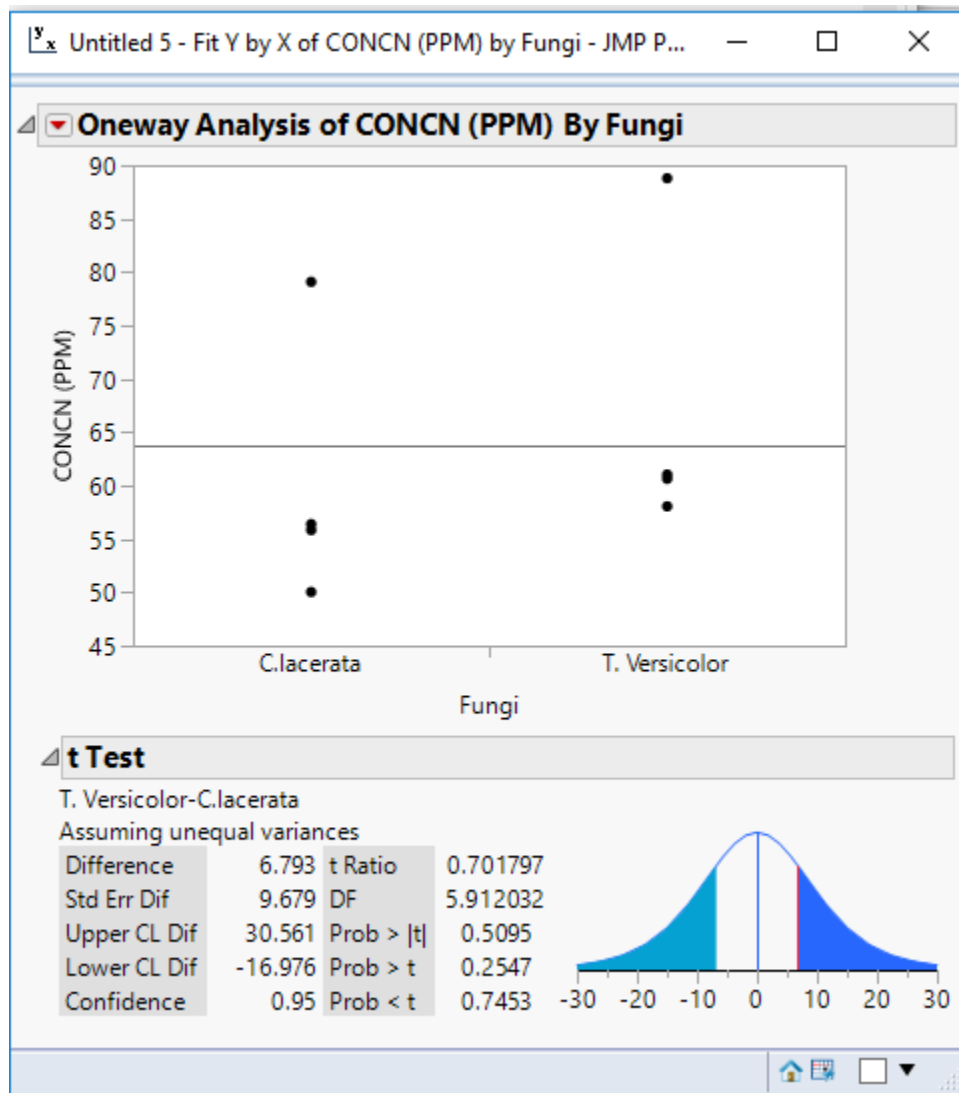 Untitled 5 - Fit Y by X of CONCN (PPM) by Fungi - JMP P...
Oneway Analysis of CONCN (PPM) By Fungi
90
85
80
75
70
65
60
55
50
45
CONCN (PPM)
C.lacerata T. Versicolor
Fungi
t Test
T. Versicolor-C.lacerata
Assuming unequal variances
Difference 6.793 t Ratio 0.701797
Std Err Dif 9.679 DF 5.912032
Upper CL Dif 30.561 Prob > |t| 0.5095
Lower CL Dif -16.976 Prob > t 0.2547
Confidence 0.95 Prob < t 0.7453
-30 -20 -10 0 10 20 30